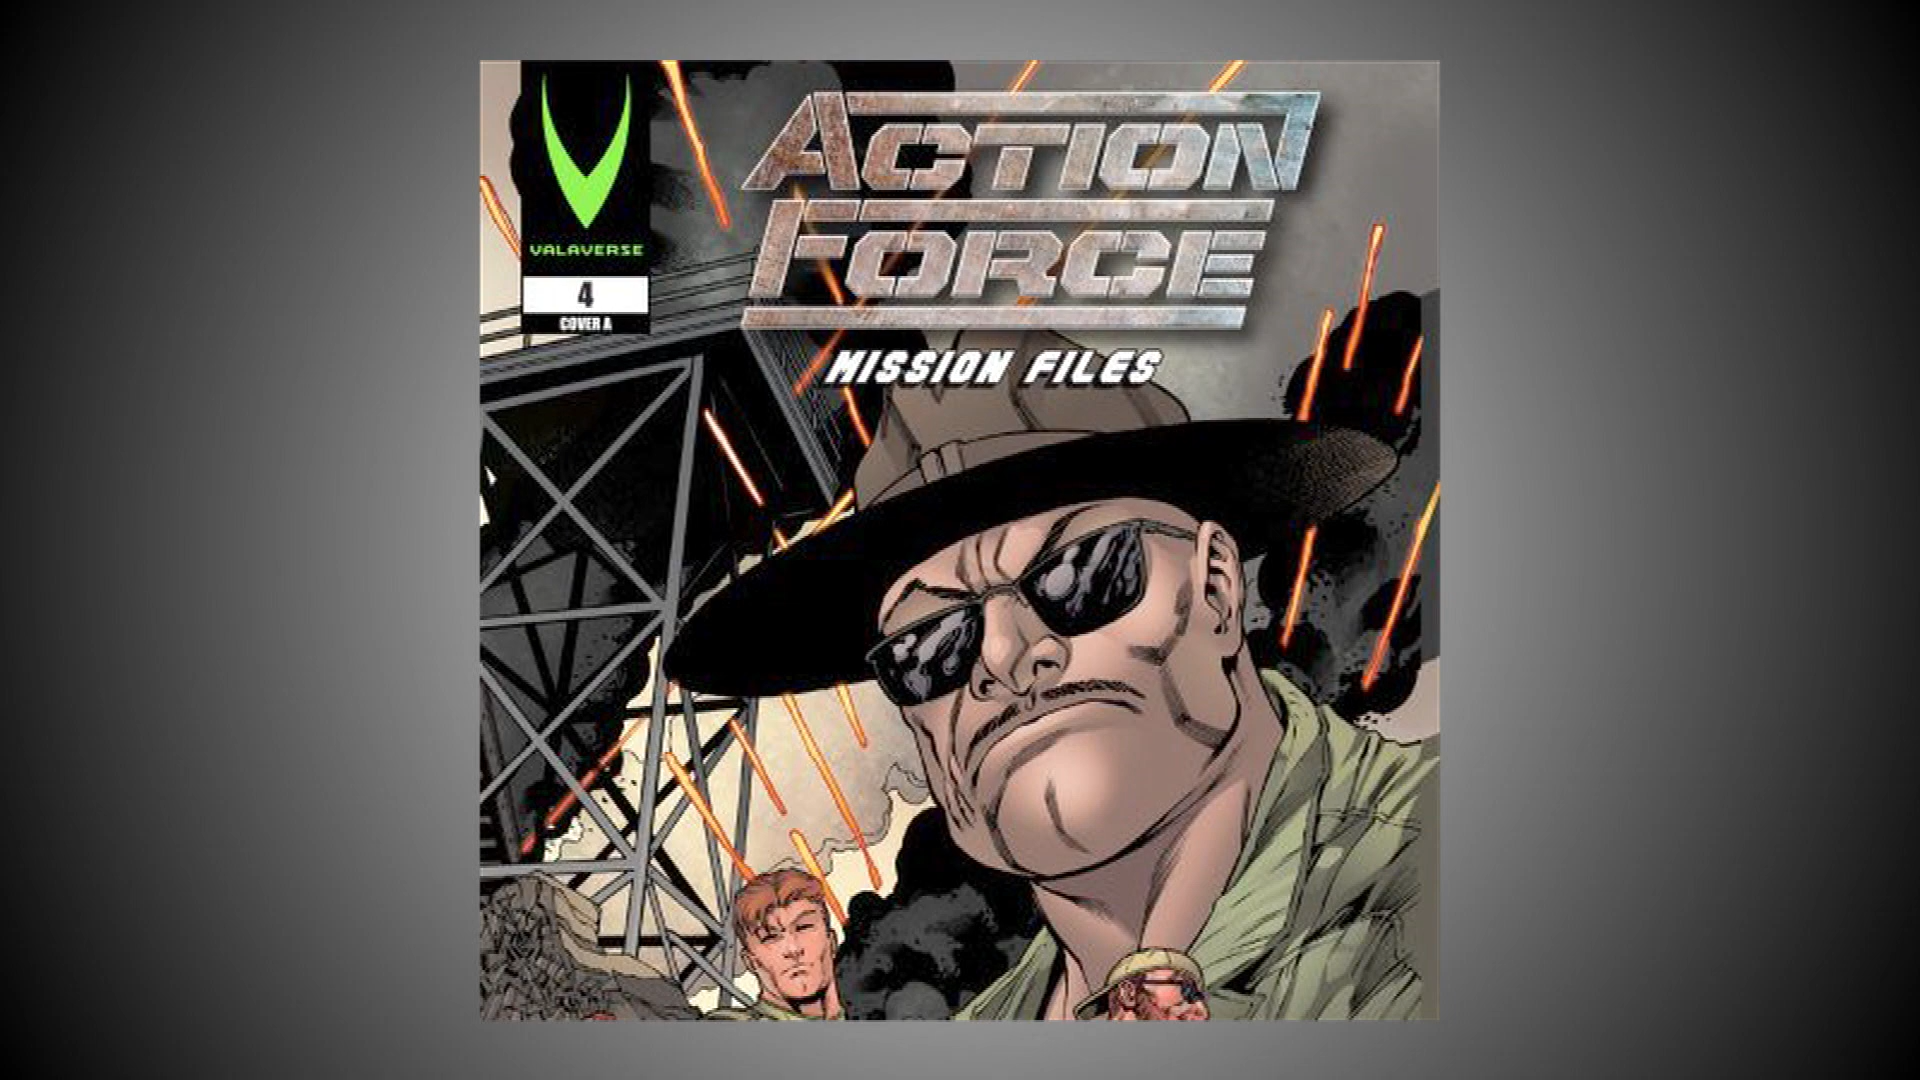 VALAVERSE
4
COVER A
ACTION
FORCE
MISSION FILES